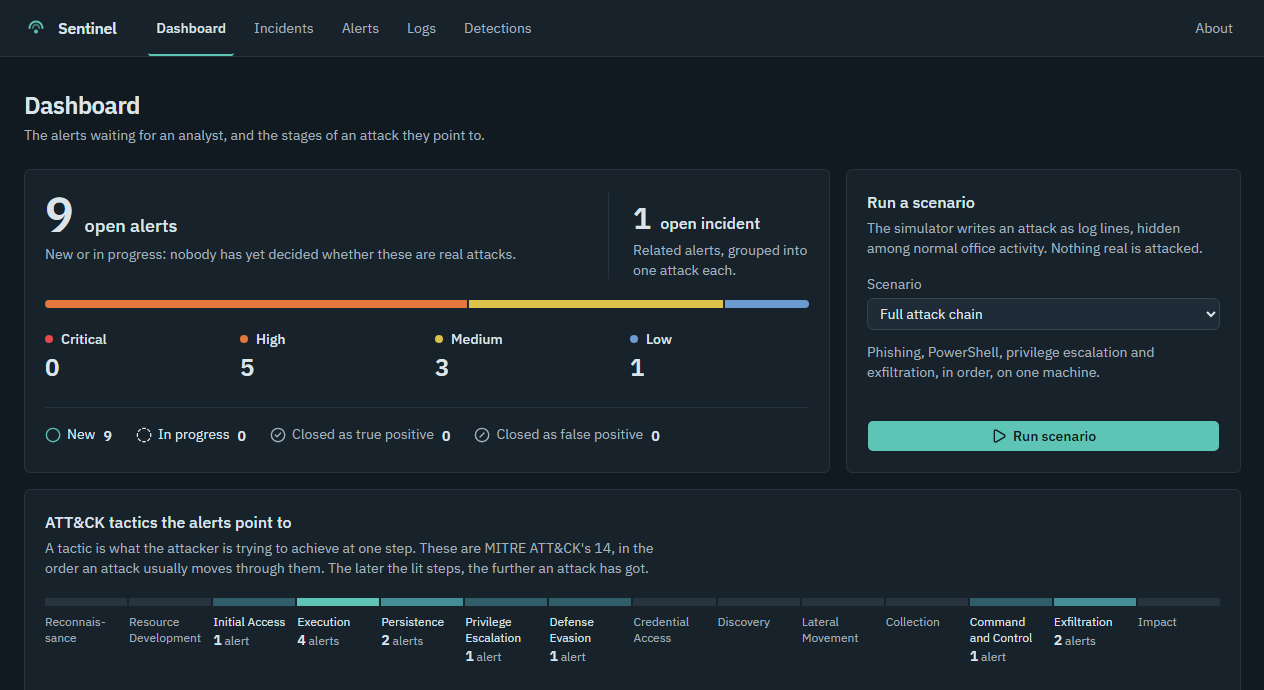 Sentinel
Dashboard
Incidents
Alerts
Logs
Detections
About
Dashboard
The alerts waiting for an analyst, and the stages of an attack they point to.
9 open alerts
New or in progress: nobody has yet decided whether these are real attacks.
1 open incident
Related alerts, grouped into
one attack each.
Critical
0
High
5
Medium
3
Low
1
New 9
In progress 0
Closed as true positive 0
Closed as false positive 0
Run a scenario
The simulator writes an attack as log lines, hidden
among normal office activity. Nothing real is attacked.
Scenario
Full attack chain
Phishing, PowerShell, privilege escalation and
exfiltration, in order, on one machine.
Run scenario
ATT&CK tactics the alerts point to
A tactic is what the attacker is trying to achieve at one step. These are MITRE ATT&CK's 14, in the
order an attack usually moves through them. The later the lit steps, the further an attack has got.
Reconnais-
sance
Resource
Development
Initial Access
1 alert
Execution
4 alerts
Persistence
2 alerts
Privilege
Escalation
1 alert
Defense
Evasion
1 alert
Credential
Access
Discovery
Lateral
Movement
Collection
Command
and Control
1 alert
Exfiltration
2 alerts
Impact